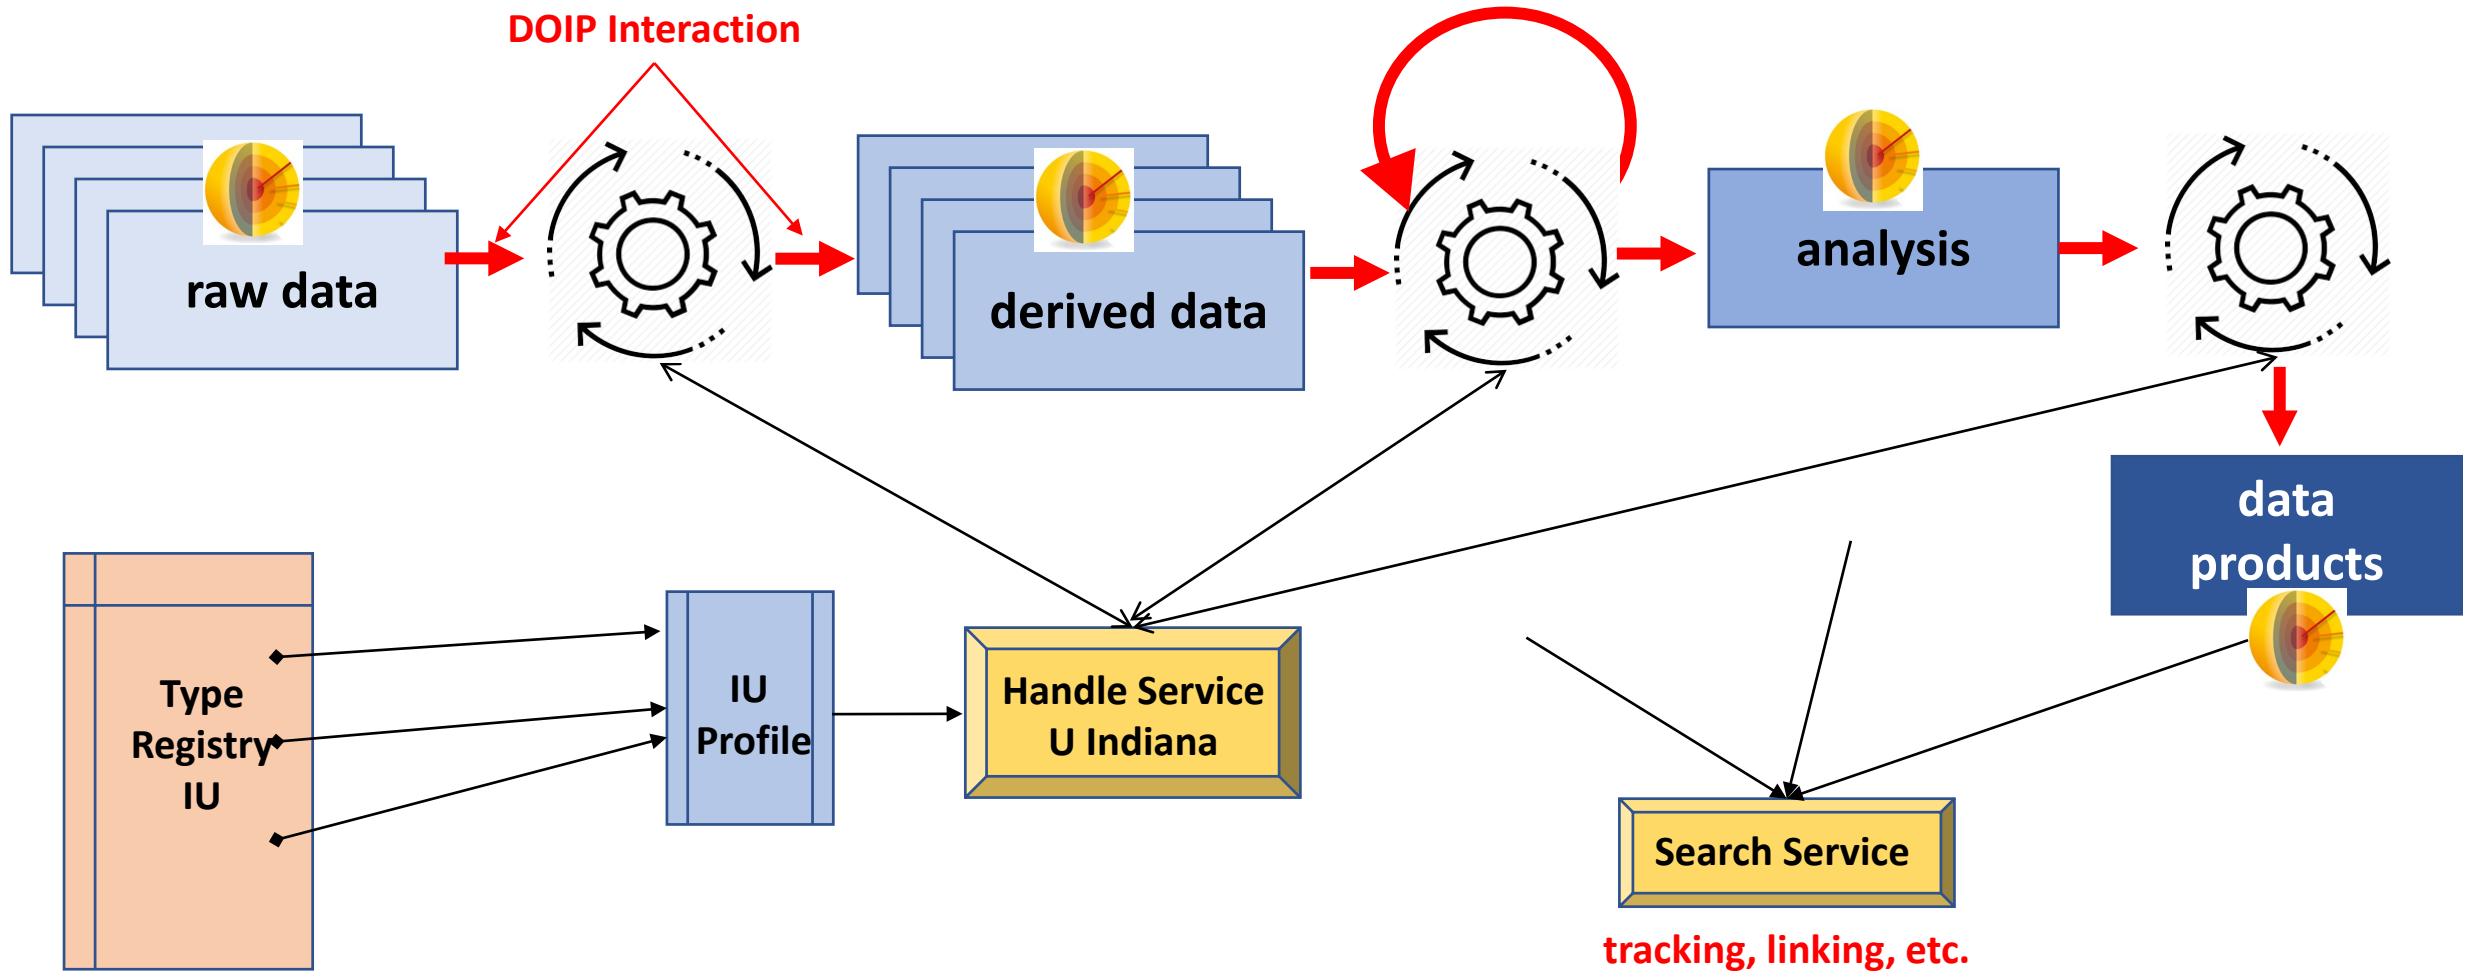 DOIP Interaction
raw data
derived data
analysis
data
products
Type
Registry
IU
IU
Profile
Handle Service
U Indiana
Search Service
tracking, linking, etc.